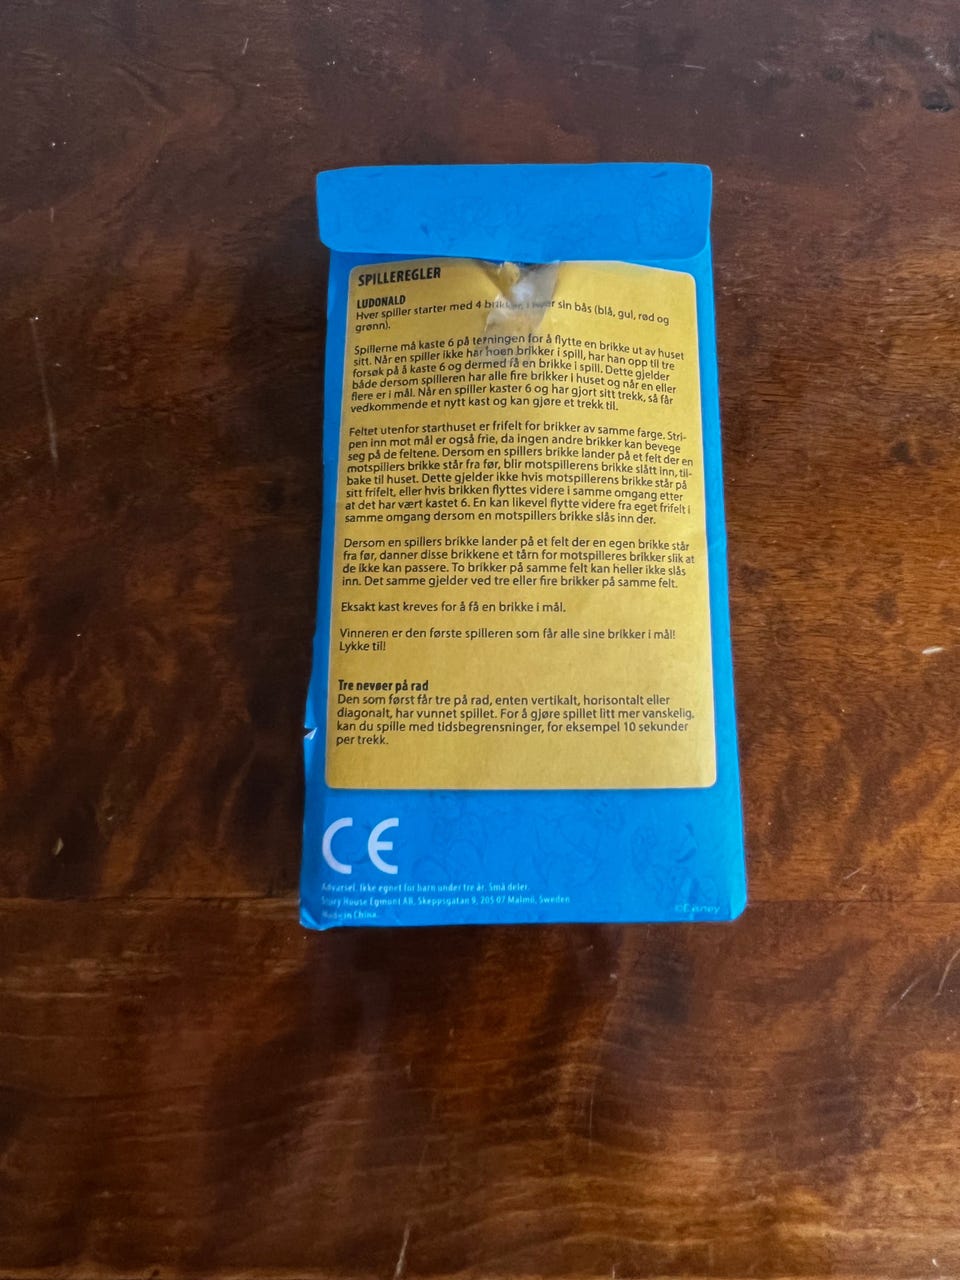 SPILLEREGLER
LUDONALD
Hver spiller starter med 4 brikker i hver sin bås (blå, gul, rød og
grønn).
Spillerne må kaste 6 på terningen for å flytte en brikke ut av huset
sitt. Når en spiller ikke har noen brikker i spill, har han opp til tre
forsøk på å kaste 6 og dermed få en brikke i spill. Dette gjelder
både dersom spilleren har alle fire brikker i huset og når en eller
flere er i mål. Når en spiller kaster 6 og har gjort sitt trekk, så får
vedkommende et nytt kast og kan gjøre et trekk til.
Feltet utenfor starthuset er frifelt for brikker av samme farge. Stri-
pen inn mot mål er også frie, da ingen andre brikker kan bevege
seg på de feltene. Dersom en spillers brikke lander på et felt der en
motspillers brikke står fra før, blir motspillerens brikke slått inn, til-
bake til huset. Dette gjelder ikke hvis motspillerens brikke står på
sitt frifelt, eller hvis brikken flyttes videre i samme omgang etter
at det har vært kastet 6. En kan likevel flytte videre fra eget frifelt i
samme omgang dersom en motspillers brikke slås inn der.
Dersom en spillers brikke lander på et felt der en egen brikke står
fra før, danner disse brikkene et tårn for motspilleres brikker slik at
de ikke kan passere. To brikker på samme felt kan heller ikke slås
inn. Det samme gjelder ved tre eller fire brikker på samme felt.
Eksakt kast kreves for å få en brikke i mål.
Vinneren er den første spilleren som får alle sine brikker i mål!
Lykke til!
Tre nevøer på rad
Den som først får tre på rad, enten vertikalt, horisontalt eller
diagonalt, har vunnet spillet. For å gjøre spillet litt mer vanskelig,
kan du spille med tidsbegrensninger, for eksempel 10 sekunder
per trekk.
CE
Advarsel. Ikke egnet for barn under tre år. Små deler.
Story House Egmont AB, Skeppsgatan 9, 205 07 Malmö, Sweden
Made in China.
©Disney